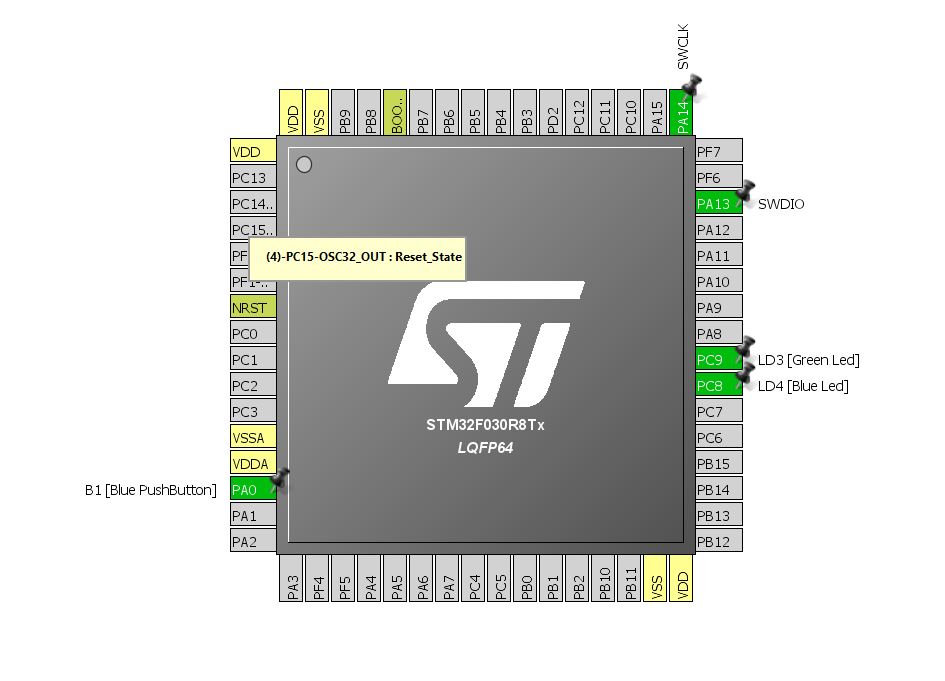 SWCLK
VDD
VSS
PB9
PB8
BOO..
PB7
PB6
PB5
PB4
PB3
PD2
PC12
PC11
PC10
PA15
PA14
VDD
PC13
PC14..
PC15..
PF
PF1-..
NRST
PC0
PC1
PC2
PC3
VSSA
VDDA
B1 [Blue PushButton]
PA0
PA1
PA2
(4)-PC15-OSC32_OUT : Reset_State
ST
STM32F030R8Tx
LQFP64
PF7
PF6
PA13
SWDIO
PA12
PA11
PA10
PA9
PA8
PC9
LD3 [Green Led]
PC8
LD4 [Blue Led]
PC7
PC6
PB15
PB14
PB13
PB12
PA3
PF4
PF5
PA4
PA5
PA6
PA7
PC4
PC5
PB0
PB1
PB2
PB10
PB11
VSS
VDD